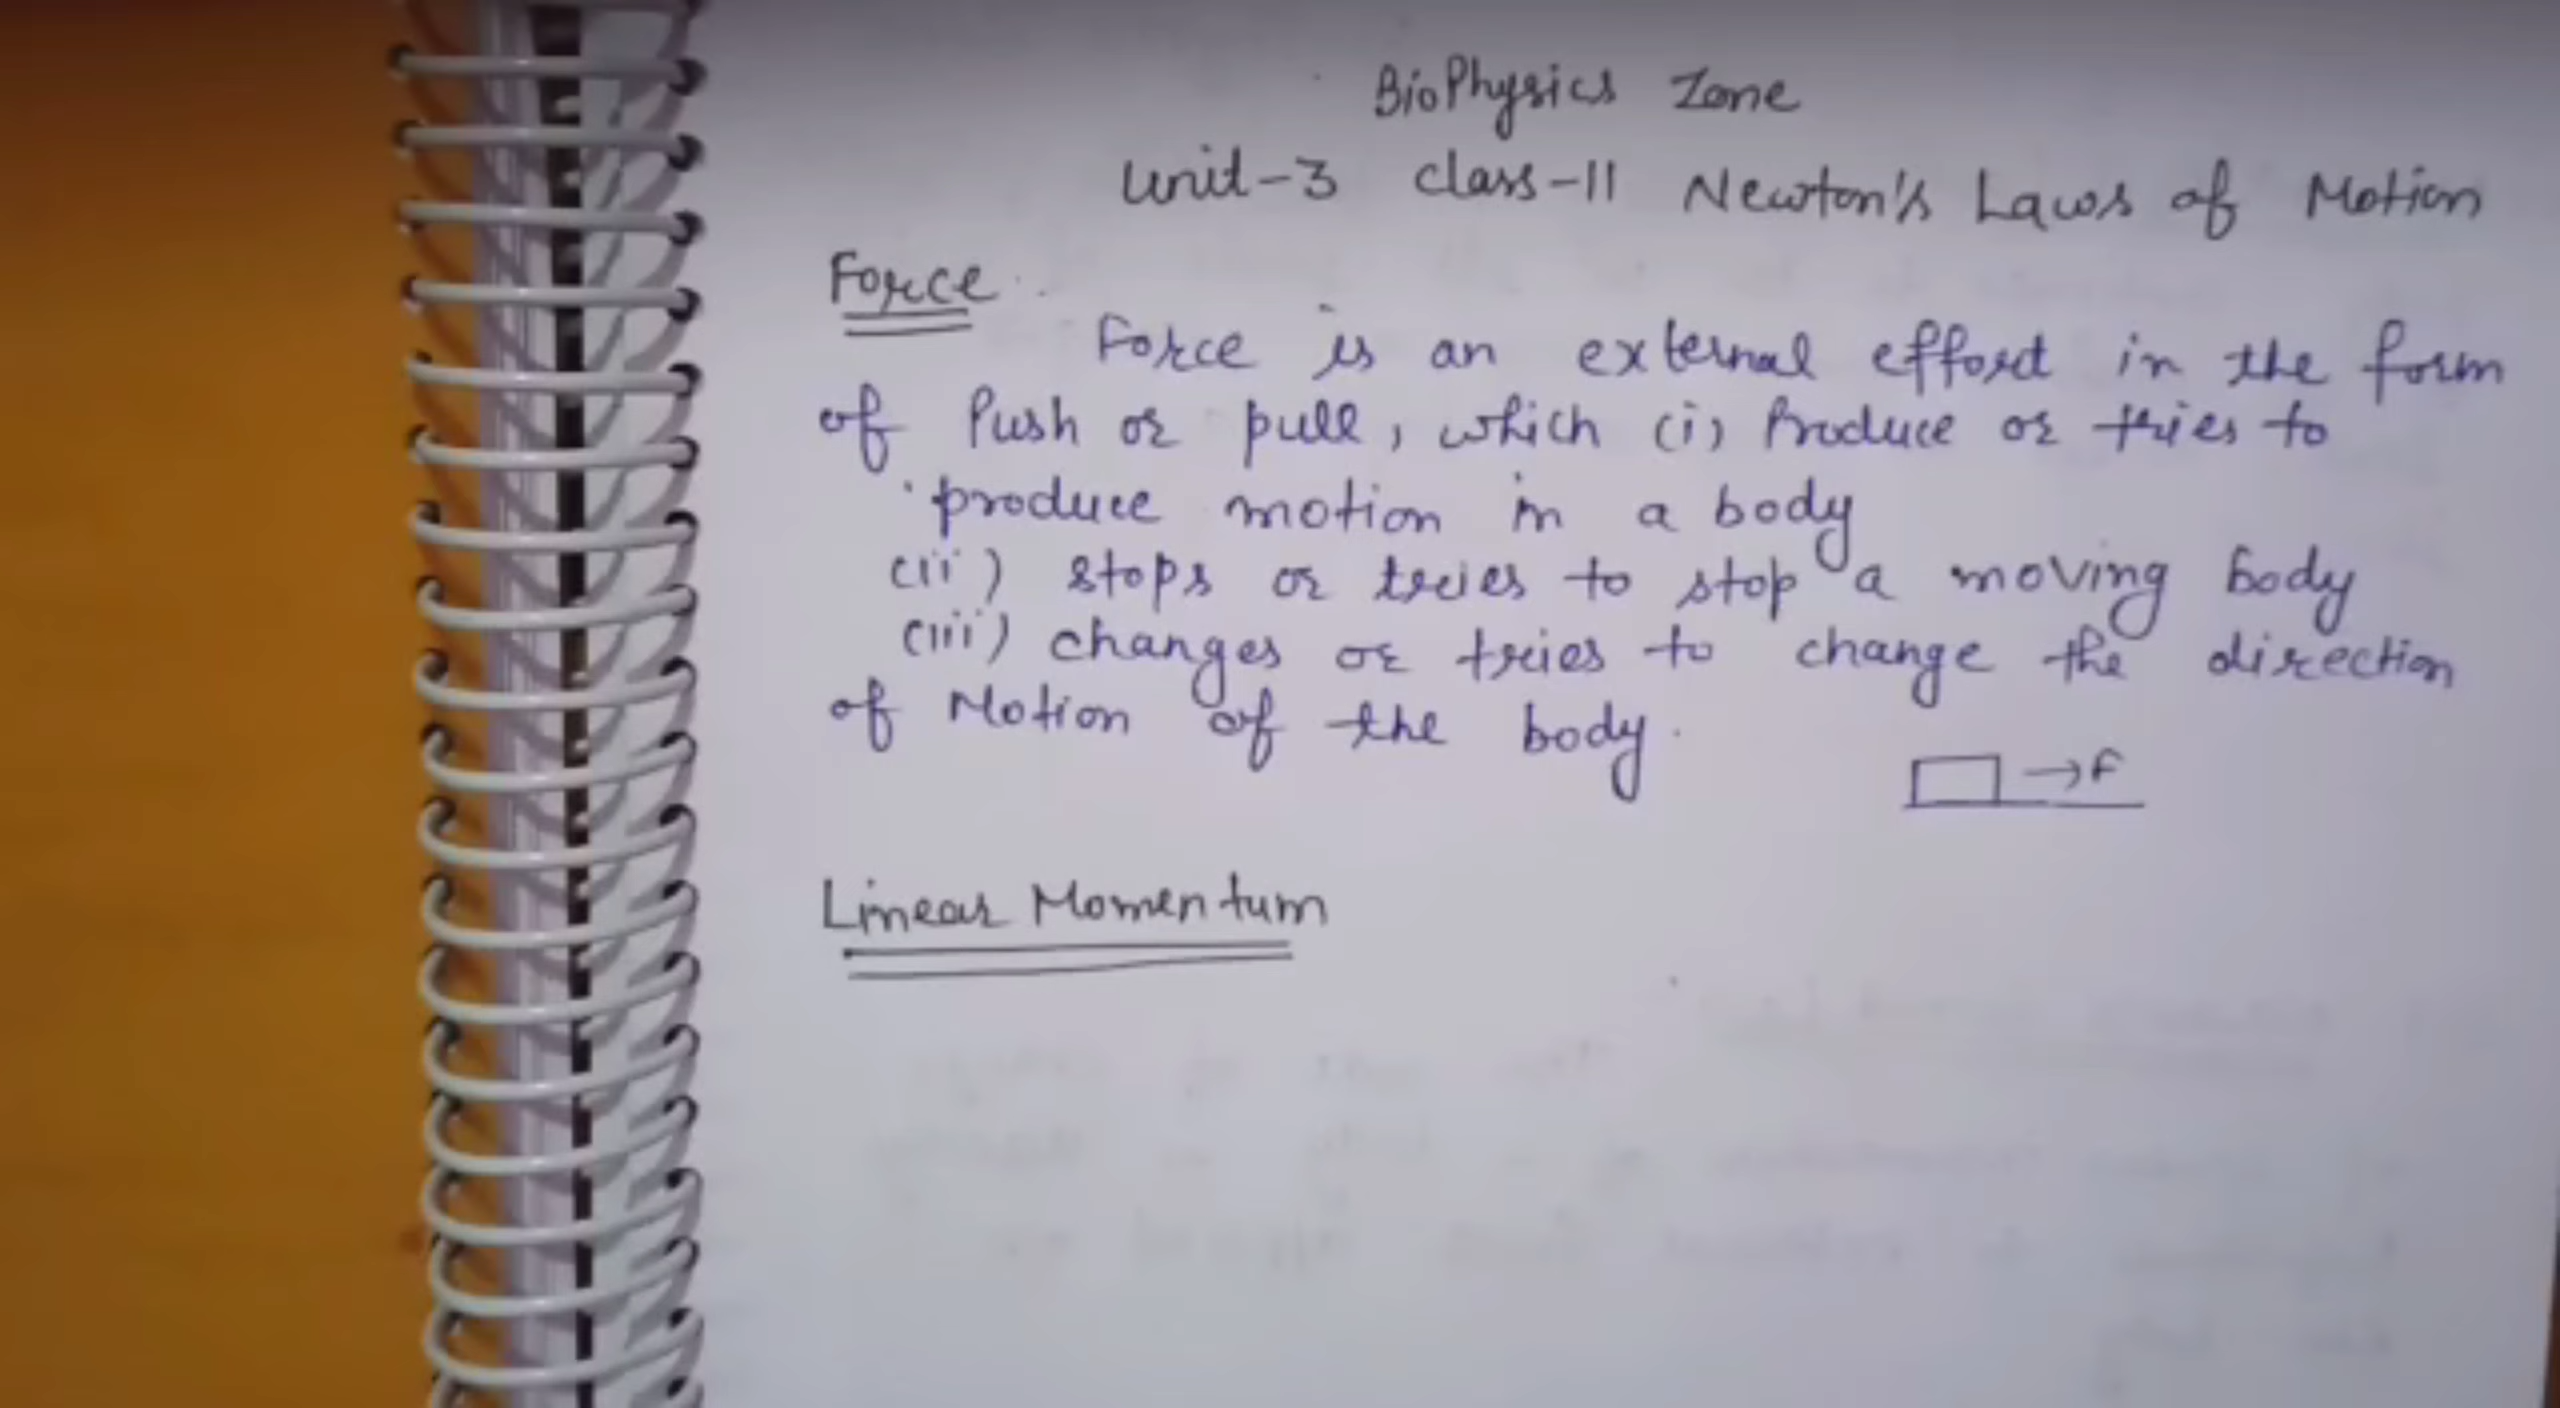 BioPhysics Zone
Unit-3 class-11 Newton's Laws of Motion
Force
Force is an external effort in the form
of Push or pull, which (i) Produce or tries to
produce motion in a body
(ii) stops or tries to stop a moving body
(iii) changes or tries to change the direction
of Motion of the body.
→F
Linear Momentum